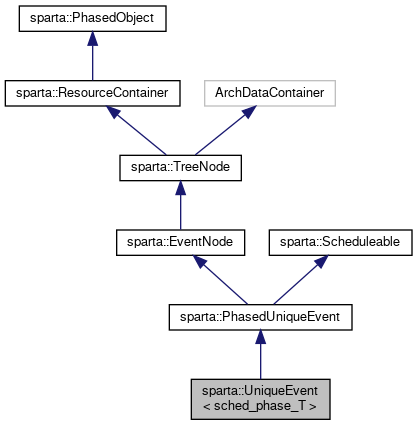 sparta::PhasedObject
sparta::ResourceContainer
ArchDataContainer
sparta::TreeNode
sparta::EventNode
sparta::Scheduleable
sparta::PhasedUniqueEvent
sparta::UniqueEvent
< sched_phase_T >